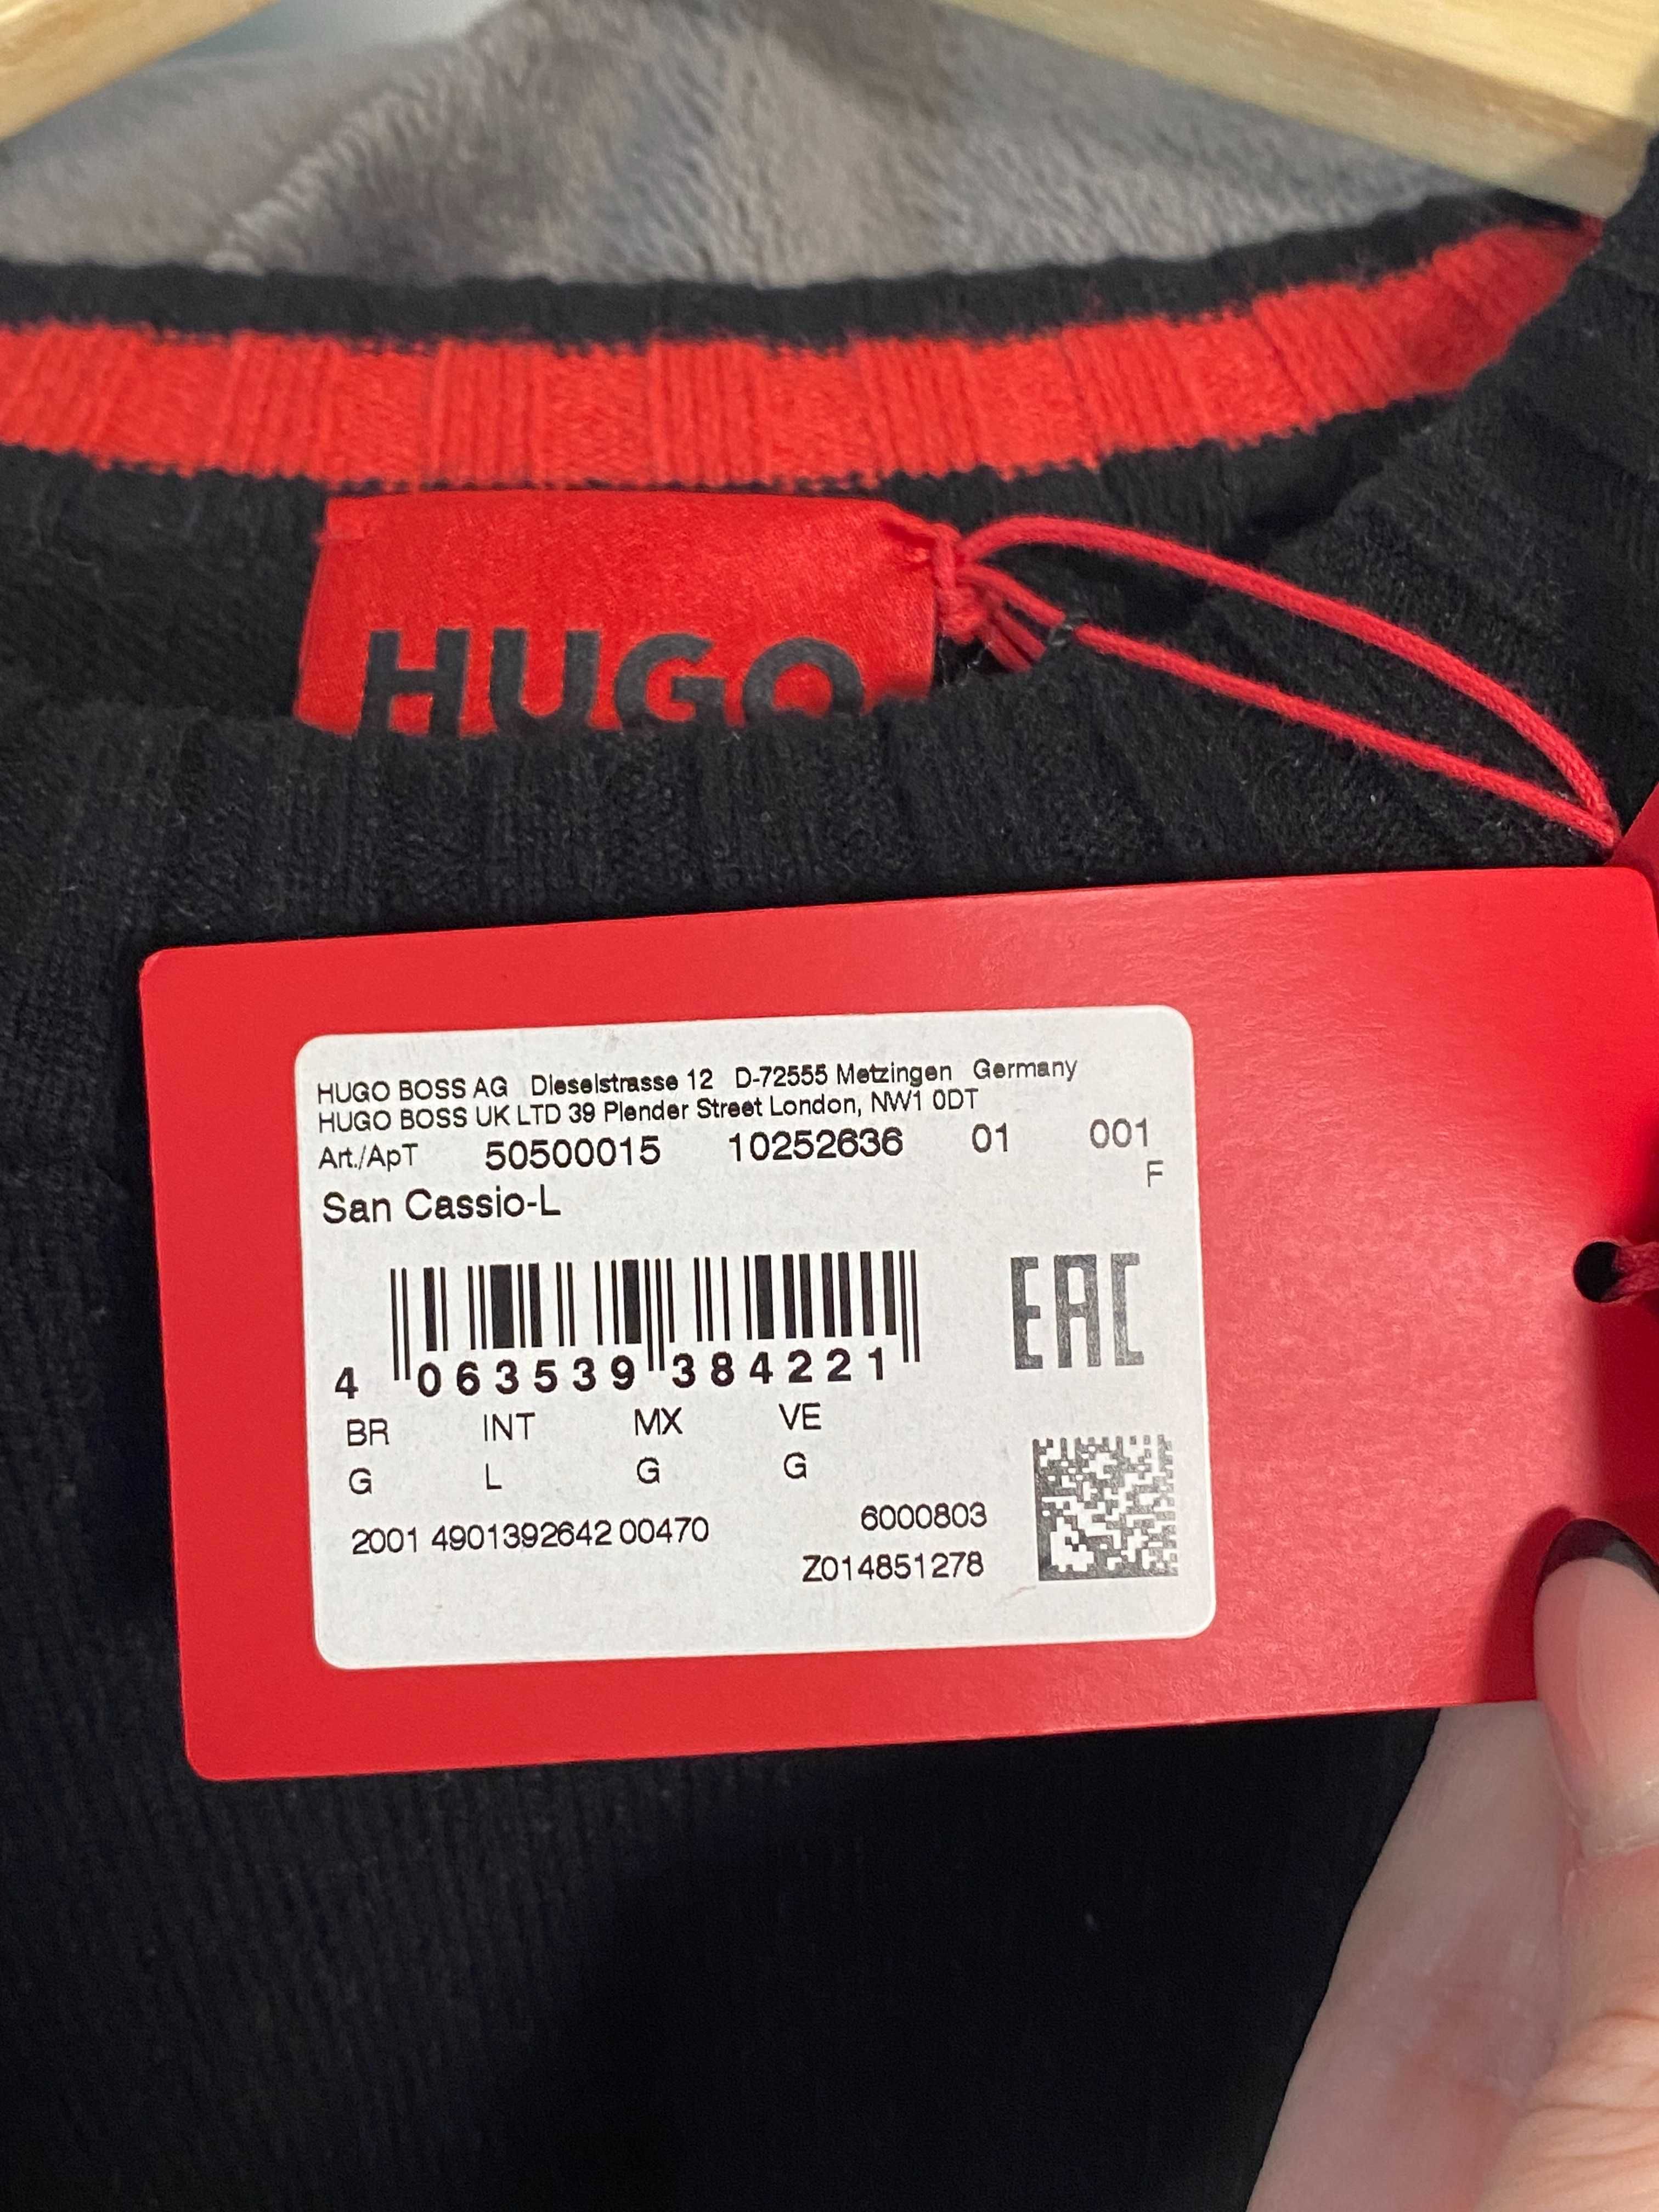 HUGO
HUGO BOSS AG Dieselstrasse 12 D-72555 Metzingen Germany
HUGO BOSS UK LTD 39 Plender Street London, NW1 0DT
Art./ApT 50500015 10252636 01 001
F
San Cassio-L
EAC
4 063539 384221
BR INT MX VE
G L G G
2001 4901392642 00470 6000803
Z014851278